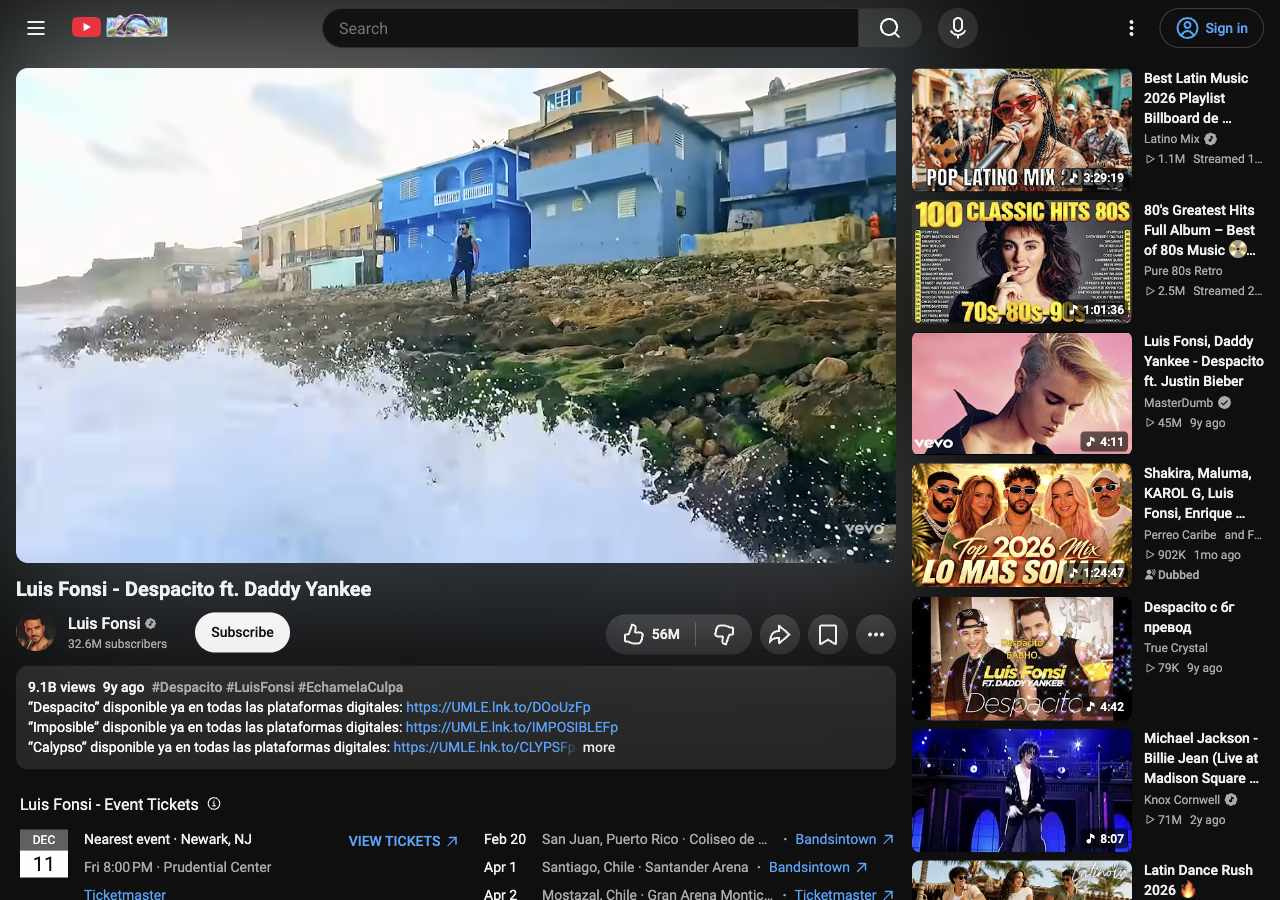 Search
Sign in
vevo
Luis Fonsi - Despacito ft. Daddy Yankee
Luis Fonsi
32.6M subscribers
Subscribe
56M
9.1B views 9y ago #Despacito #LuisFonsi #EchamelaCulpa
“Despacito” disponible ya en todas las plataformas digitales: https://UMLE.lnk.to/DOoUzFp
“Imposible” disponible ya en todas las plataformas digitales: https://UMLE.lnk.to/IMPOSIBLEFp
“Calypso” disponible ya en todas las plataformas digitales: https://UMLE.lnk.to/CLYPSFp more
Luis Fonsi - Event Tickets
DEC
11
Nearest event · Newark, NJ
Fri 8:00 PM · Prudential Center
Ticketmaster
VIEW TICKETS
Feb 20 San Juan, Puerto Rico · Coliseo de ... · Bandsintown
Apr 1 Santiago, Chile · Santander Arena · Bandsintown
Apr 2 Mostazal, Chile · Gran Arena Montic... · Ticketmaster
POP LATINO MIX
3:29:19
Best Latin Music
2026 Playlist
Billboard de ...
Latino Mix
1.1M Streamed 1...
100 CLASSIC HITS 80S
70s-80s-90s
1:01:36
80's Greatest Hits
Full Album – Best
of 80s Music 📀...
Pure 80s Retro
2.5M Streamed 2...
vevo
4:11
Luis Fonsi, Daddy
Yankee - Despacito
ft. Justin Bieber
MasterDumb
45M 9y ago
Top 2026 Mix
LO MAS SONADO
1:24:47
Shakira, Maluma,
KAROL G, Luis
Fonsi, Enrique ...
Perreo Caribe and F...
902K 1mo ago
Dubbed
Despacito
БАВНО
Luis Fonsi
FT. DADDY YANKEE
Despacito
4:42
Despacito с бг
превод
True Crystal
79K 9y ago
8:07
Michael Jackson -
Billie Jean (Live at
Madison Square ...
Knox Cornwell
71M 2y ago
Latin Dance Rush
2026 🔥